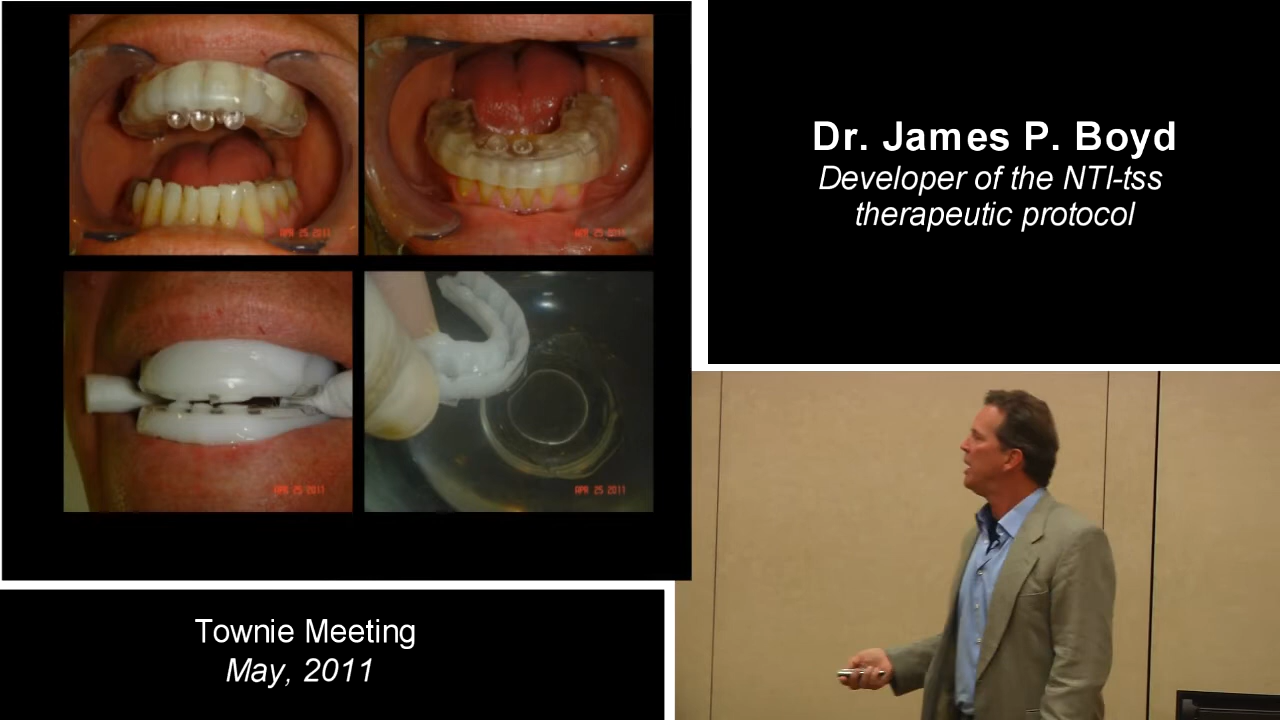 APR 25 2011
APR 25 2011
APR 25 2011
APR 25 2011
Dr. James P. Boyd
Developer of the NTI-tss
therapeutic protocol
Townie Meeting
May, 2011